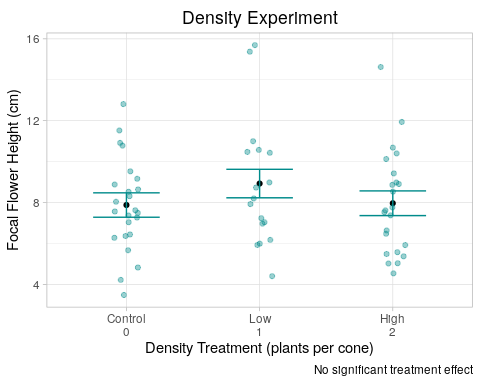 Density Experiment
Focal Flower Height (cm)
16
12
8
4
Control
0
Low
1
HIgh
2
Density Treatment (plants per cone)
No significant treatment effect